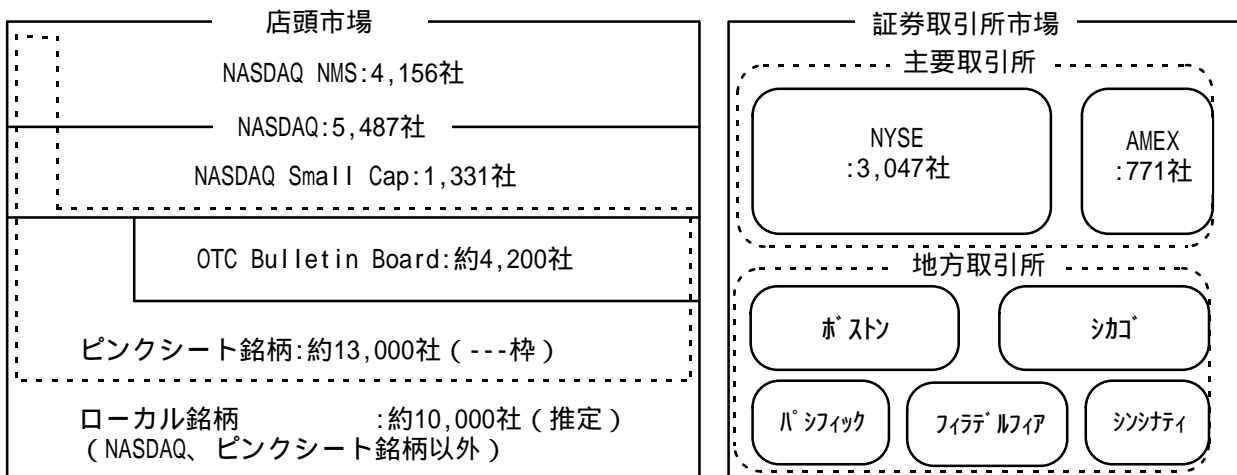 店頭市場
NASDAQ NMS:4,156社
NASDAQ:5,487社
NASDAQ Small Cap:1,331社
OTC Bulletin Board:約4,200社
ピンクシート銘柄:約13,000社（---枠）
ローカル銘柄　　　　　:約10,000社（推定）
（NASDAQ、ピンクシート銘柄以外）
証券取引所市場
主要取引所
NYSE
:3,047社
AMEX
:771社
地方取引所
ﾎﾞｽﾄﾝ
ｼｶｺﾞ
ﾊﾟｼﾌｨｯｸ
ﾌｨﾗﾃﾞﾙﾌｨｱ
ｼﾝｼﾅﾃｨ